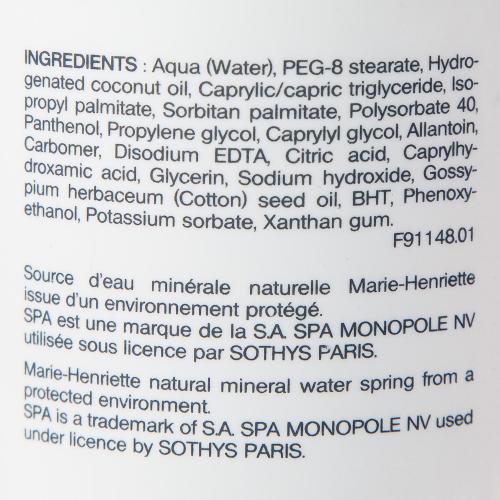 INGREDIENTS : Aqua (Water), PEG-8 stearate, Hydro-
genated coconut oil, Caprylic/capric triglyceride, Iso-
propyl palmitate, Sorbitan palmitate, Polysorbate 40,
Panthenol, Propylene glycol, Caprylyl glycol, Allantoin,
Carbomer, Disodium EDTA, Citric acid, Caprylhy-
droxamic acid, Glycerin, Sodium hydroxide, Gossy-
pium herbaceum (Cotton) seed oil, BHT, Phenoxy-
ethanol, Potassium sorbate, Xanthan gum.
F91148.01
Source d'eau minérale naturelle Marie-Henriette
issue d'un environnement protégé.
SPA est une marque de la S.A. SPA MONOPOLE NV
utilisée sous licence par SOTHYS PARIS.
Marie-Henriette natural mineral water spring from a
protected environment.
SPA is a trademark of S.A. SPA MONOPOLE NV used
under licence by SOTHYS PARIS.